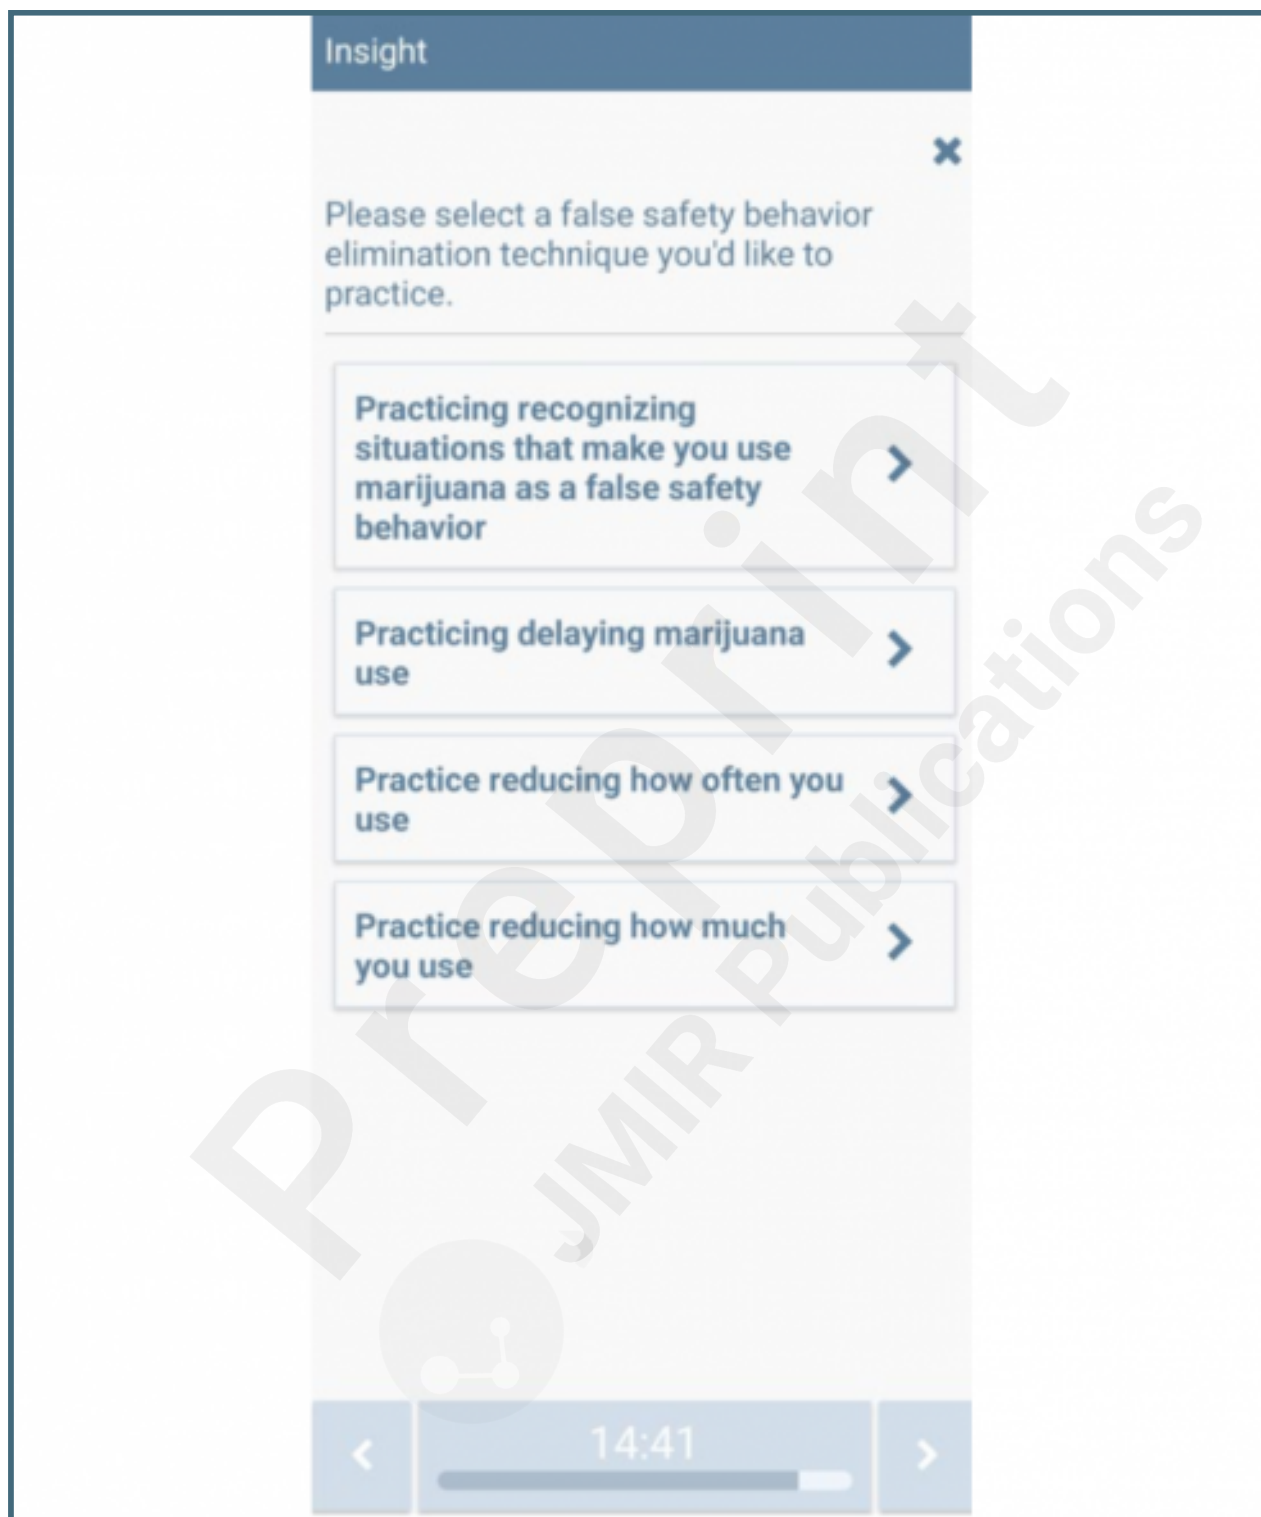 Insight
Please select a false safety behavior
elimination technique you'd like to
practice.
Practicing recognizing
situations that make you use
marijuana as a false safety
behavior
Practicing delaying marijuana
use
Practice reducing how often you
use
Practice reducing how much
you use
14:41
Preprint
JMIR Publications